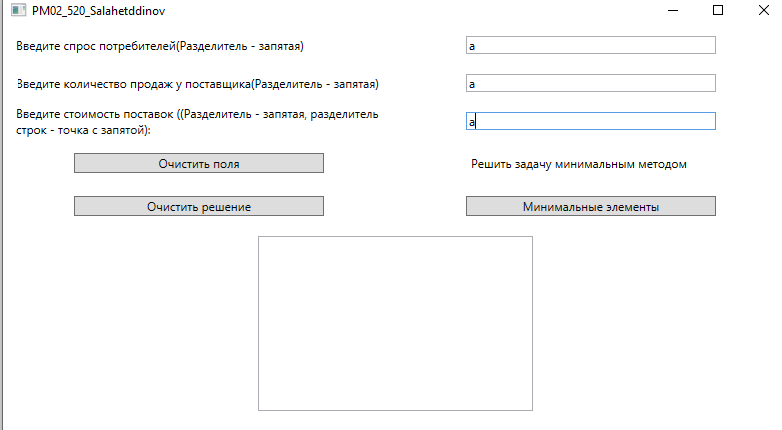 PM02_520_Salahetddinov
Введите спрос потребителей(Разделитель - запятая)
a
Введите количество продаж у поставщика(Разделитель - запятая)
a
Введите стоимость поставок ((Разделитель - запятая, разделитель
строк - точка с запятой):
a
Очистить поля
Решить задачу минимальным методом
Очистить решение
Минимальные элементы